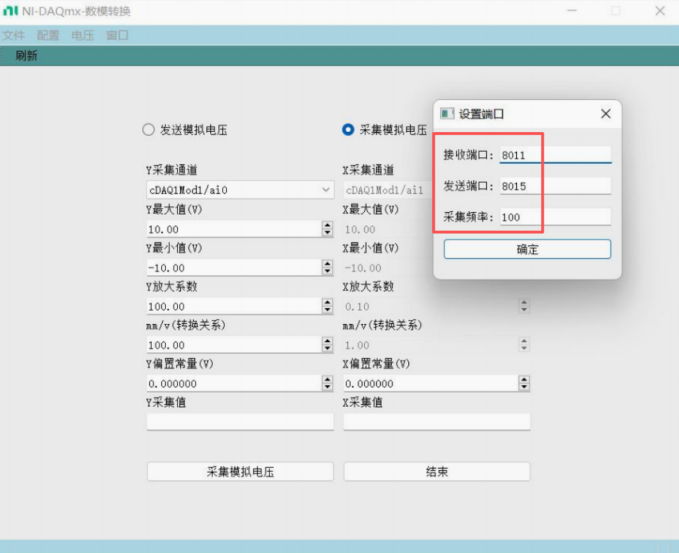 NI-DAQmx-数模转换
文件 配置 电压 窗口
刷新
发送模拟电压 采集模拟电压
Y采集通道 X采集通道
cDAQ1Mod1/ai0 cDAQ1Mod1/ai1
Y最大值(V) X最大值(V)
10.00 10.00
Y最小值(V) X最小值(V)
-10.00 -10.00
Y放大系数 X放大系数
100.00 0.10
mm/v(转换关系) mm/v(转换关系)
100.00 1.00
Y偏置常量(V) X偏置常量(V)
0.000000 0.000000
Y采集值 X采集值
采集模拟电压 结束
设置端口
接收端口: 8011
发送端口: 8015
采集频率: 100
确定